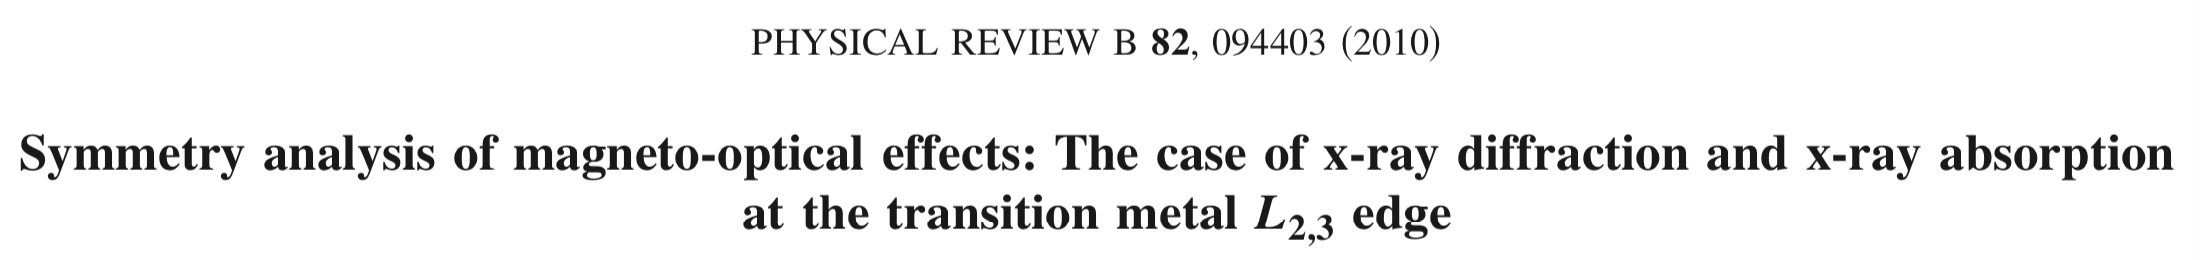 PHYSICAL REVIEW B 82, 094403 (2010)
Symmetry analysis of magneto-optical effects: The case of x-ray diffraction and x-ray absorption
at the transition metal L2,3 edge